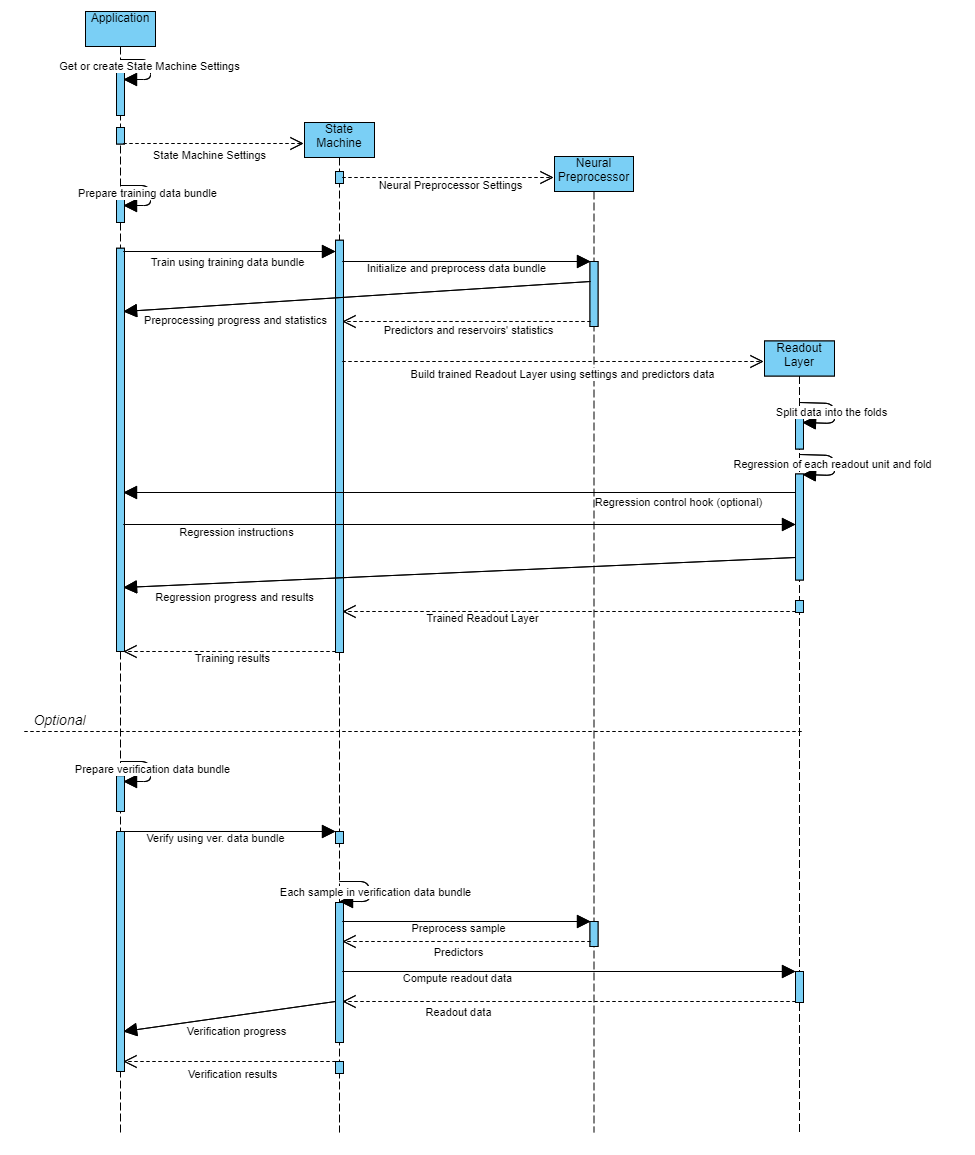 Application
Get or create State Machine Settings
State
Machine
State Machine Settings
Neural
Preprocessor
Neural Preprocessor Settings
Prepare training data bundle
Train using training data bundle
Initialize and preprocess data bundle
Preprocessing progress and statistics
Predictors and reservoirs' statistics
Readout
Layer
Build trained Readout Layer using settings and predictors data
Split data into the folds
Regression of each readout unit and fold
Regression control hook (optional)
Regression instructions
Regression progress and results
Trained Readout Layer
Training results
Optional
Prepare verification data bundle
Verify using ver. data bundle
Each sample in verification data bundle
Preprocess sample
Predictors
Compute readout data
Readout data
Verification progress
Verification results